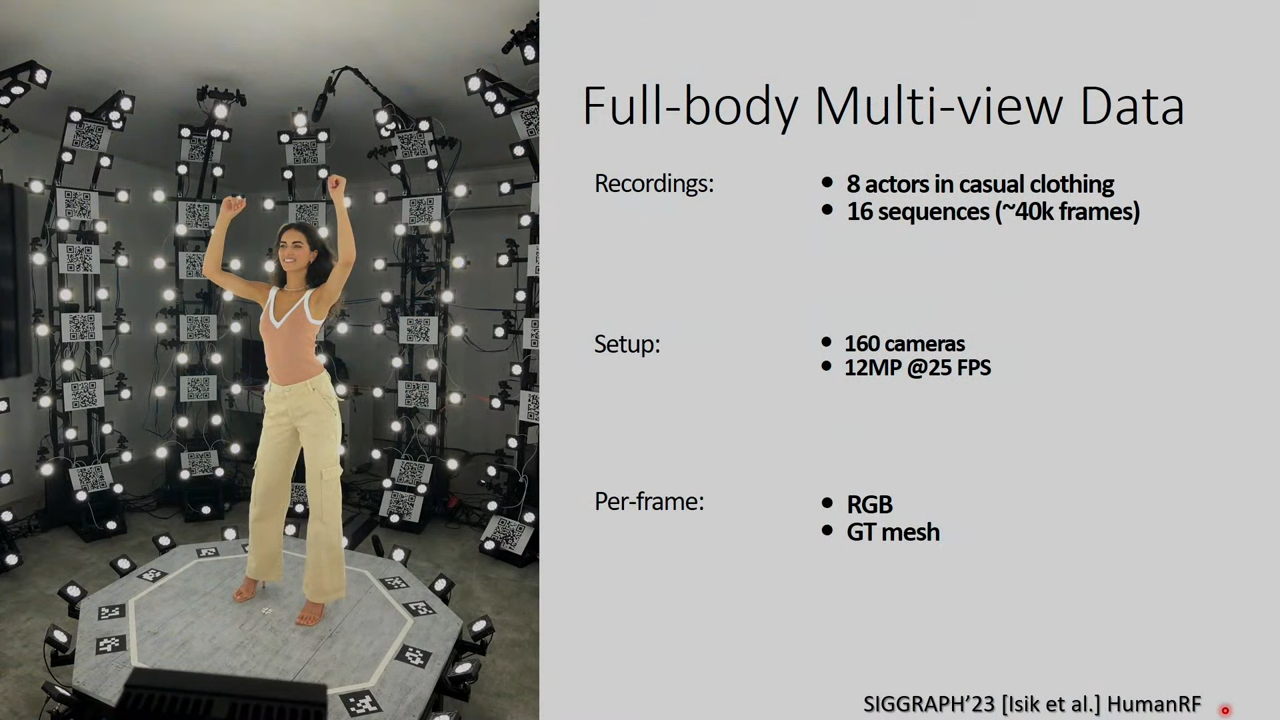 Full-body Multi-view Data
Recordings:
• 8 actors in casual clothing
• 16 sequences (~40k frames)
Setup:
• 160 cameras
• 12MP @25 FPS
Per-frame:
• RGB
• GT mesh
SIGGRAPH'23 [Isik et al.] HumanRF